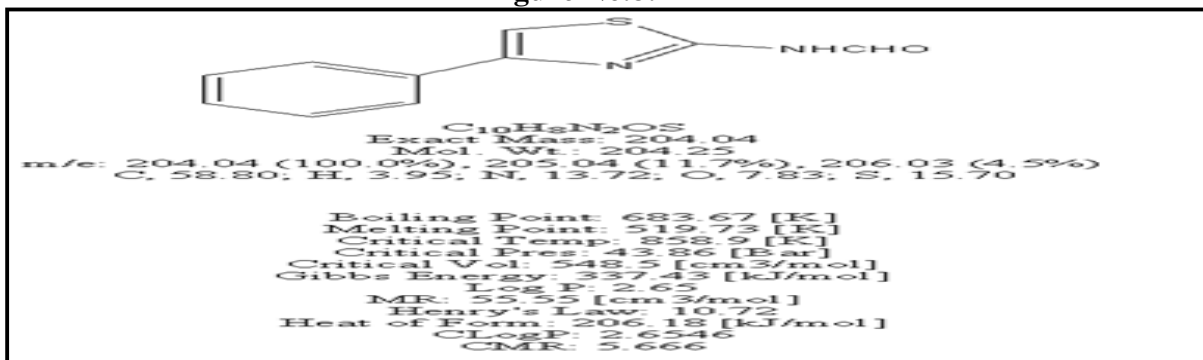 S
NHCHO
N
C10H8N2OS
Exact Mass: 204.04
Mol. Wt.: 204.25
m/e: 204.04 (100.0%), 205.04 (11.7%), 206.03 (4.5%)
C, 58.80; H, 3.95; N, 13.72; O, 7.83; S, 15.70
Boiling Point: 683.67 [K]
Melting Point: 519.73 [K]
Critical Temp: 858.9 [K]
Critical Pres: 43.86 [Bar]
Critical Vol: 548.5 [cm3/mol]
Gibbs Energy: 337.43 [kJ/mol]
Log P: 2.65
MR: 55.55 [cm3/mol]
Henry's Law: 10.72
Heat of Form: 206.18 [kJ/mol]
CLogP: 2.6546
CMR: 5.666